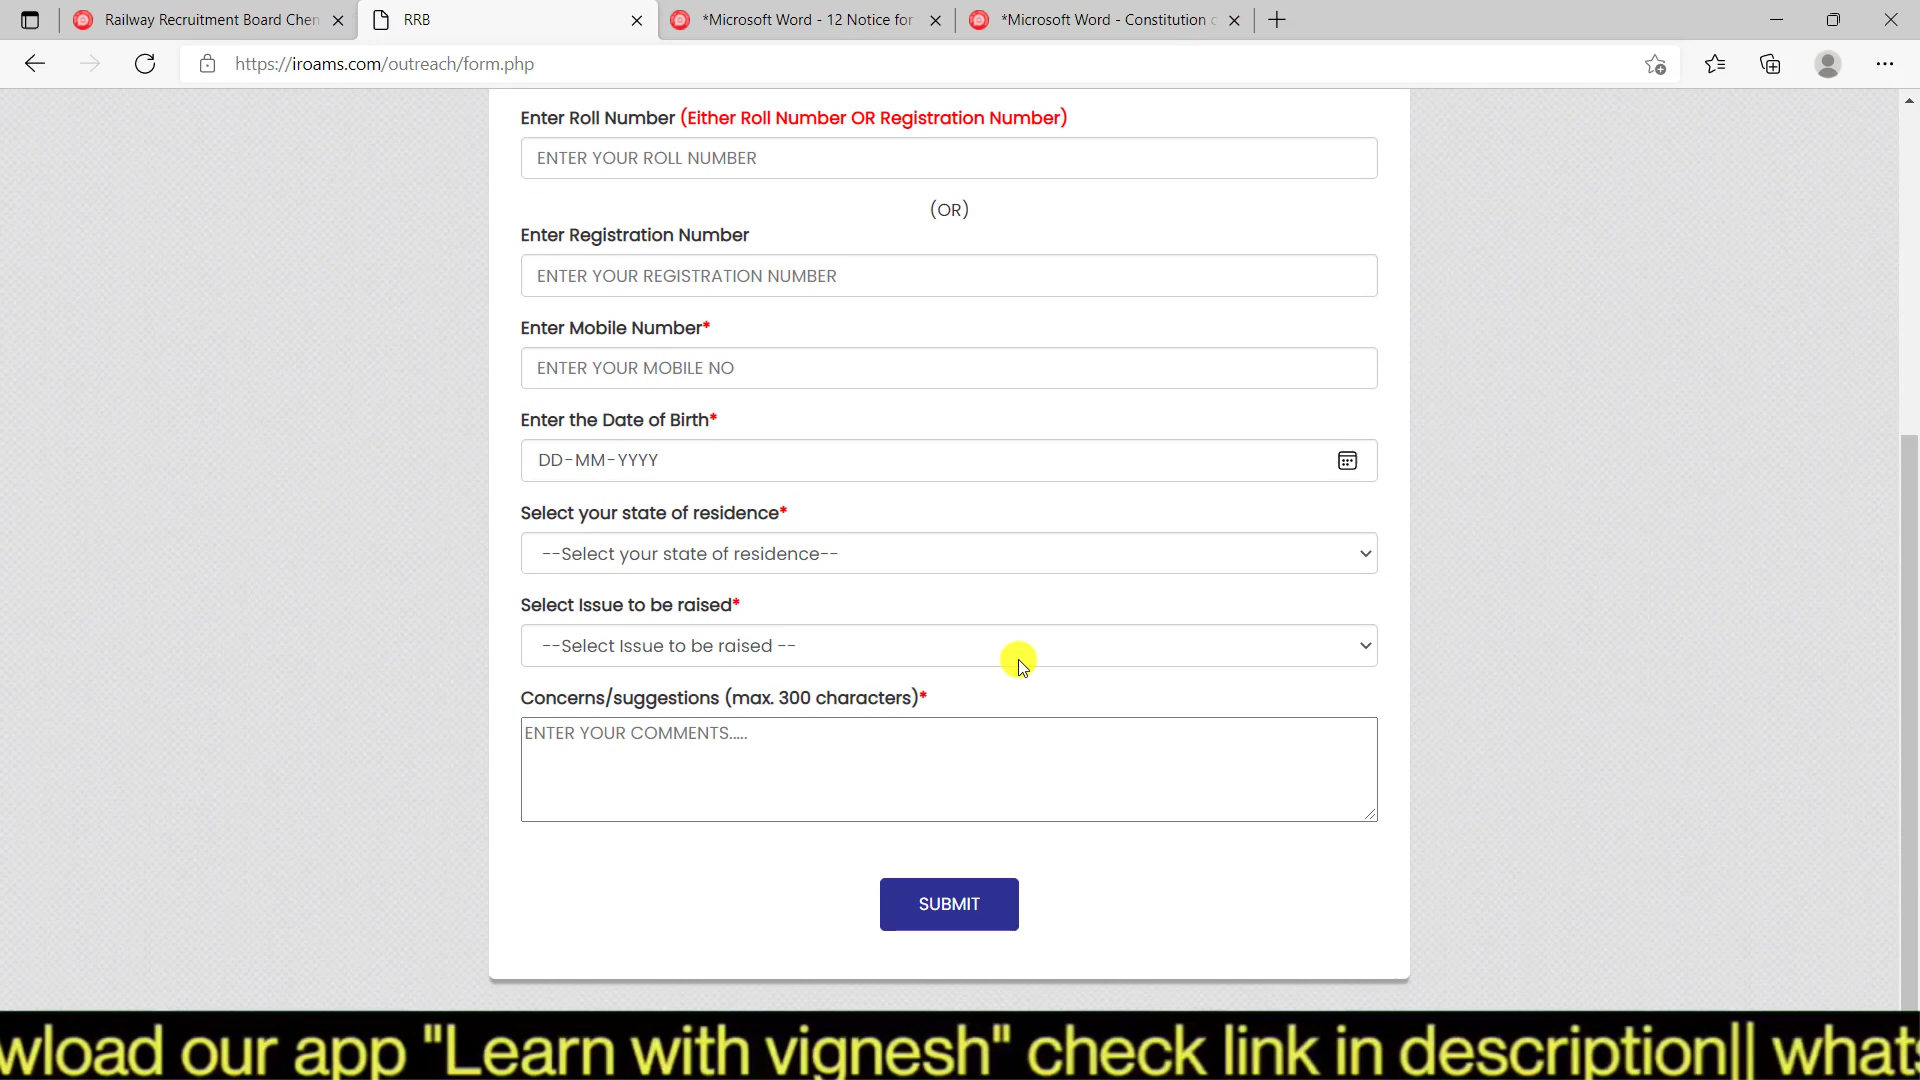 Railway Recruitment Board Chen
RRB
*Microsoft Word - 12 Notice for
*Microsoft Word - Constitution
https://iroams.com/outreach/form.php
Enter Roll Number (Either Roll Number OR Registration Number)
ENTER YOUR ROLL NUMBER
(OR)
Enter Registration Number
ENTER YOUR REGISTRATION NUMBER
Enter Mobile Number*
ENTER YOUR MOBILE NO
Enter the Date of Birth*
DD-MM-YYYY
Select your state of residence*
--Select your state of residence--
Select Issue to be raised*
--Select Issue to be raised --
Concerns/suggestions (max. 300 characters)*
ENTER YOUR COMMENTS.....
SUBMIT
wload our app "Learn with vignesh" check link in description|| whats